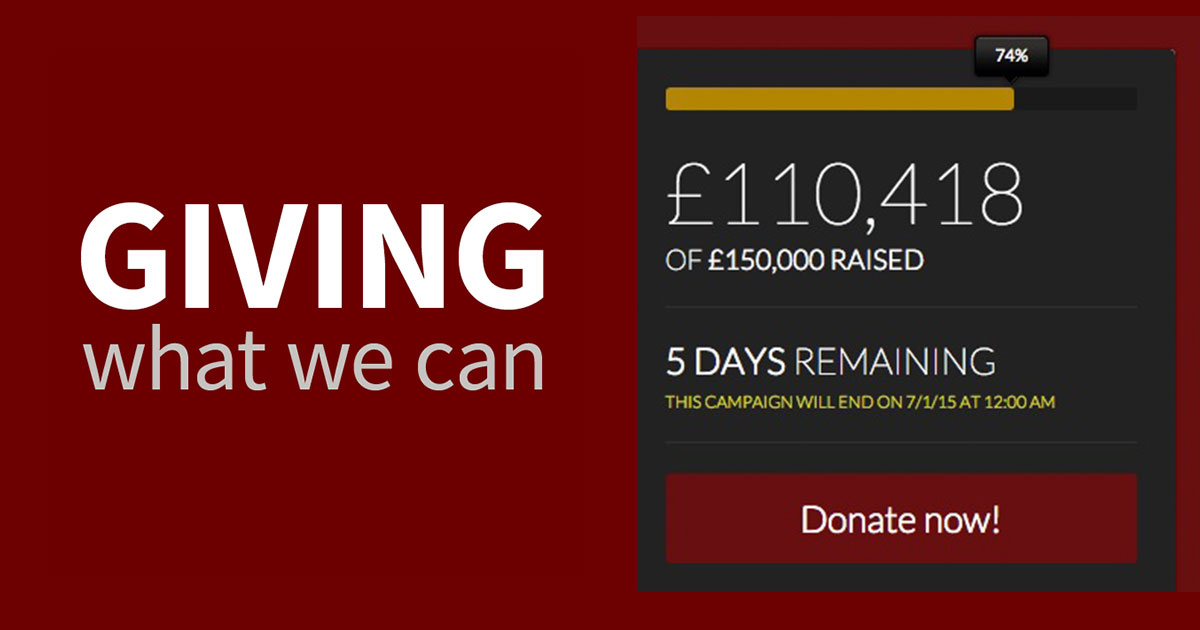 GIVING
what we can
74%
£110,418
OF £150,000 RAISED
5 DAYS REMAINING
THIS CAMPAIGN WILL END ON 7/1/15 AT 12:00 AM
Donate now!